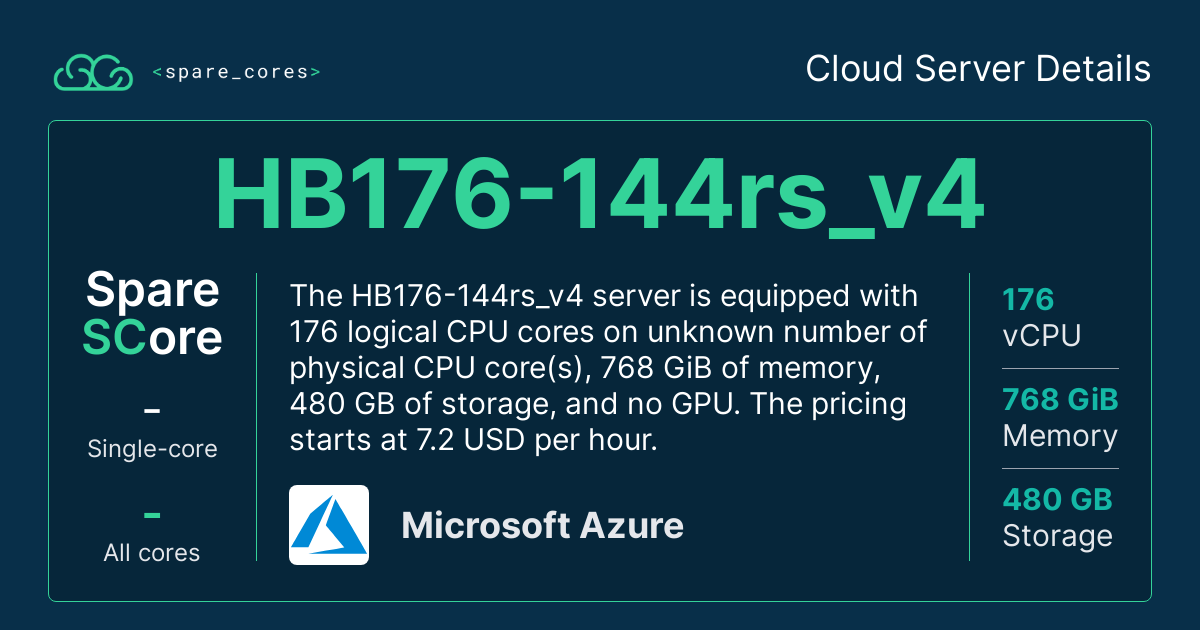 <spare_cores>
Cloud Server Details
HB176-144rs_v4
Spare
SCore
-
Single-core
-
All cores
The HB176-144rs_v4 server is equipped with
176 logical CPU cores on unknown number of
physical CPU core(s), 768 GiB of memory,
480 GB of storage, and no GPU. The pricing
starts at 7.2 USD per hour.
Microsoft Azure
176
vCPU
768 GiB
Memory
480 GB
Storage